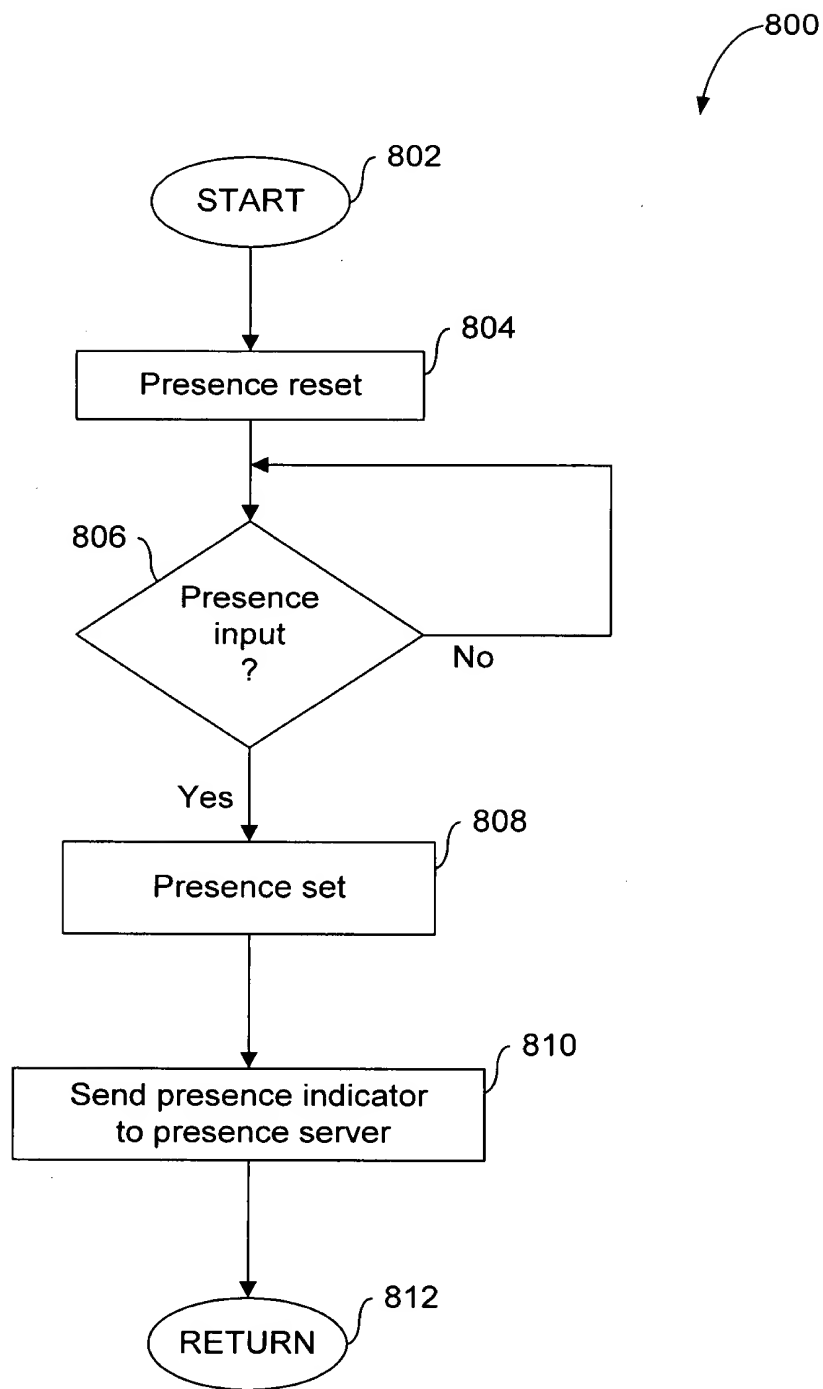 800
802
START
804
Presence reset
806
Presence
input
?
No
Yes
808
Presence set
810
Send presence indicator
to presence server
812
RETURN